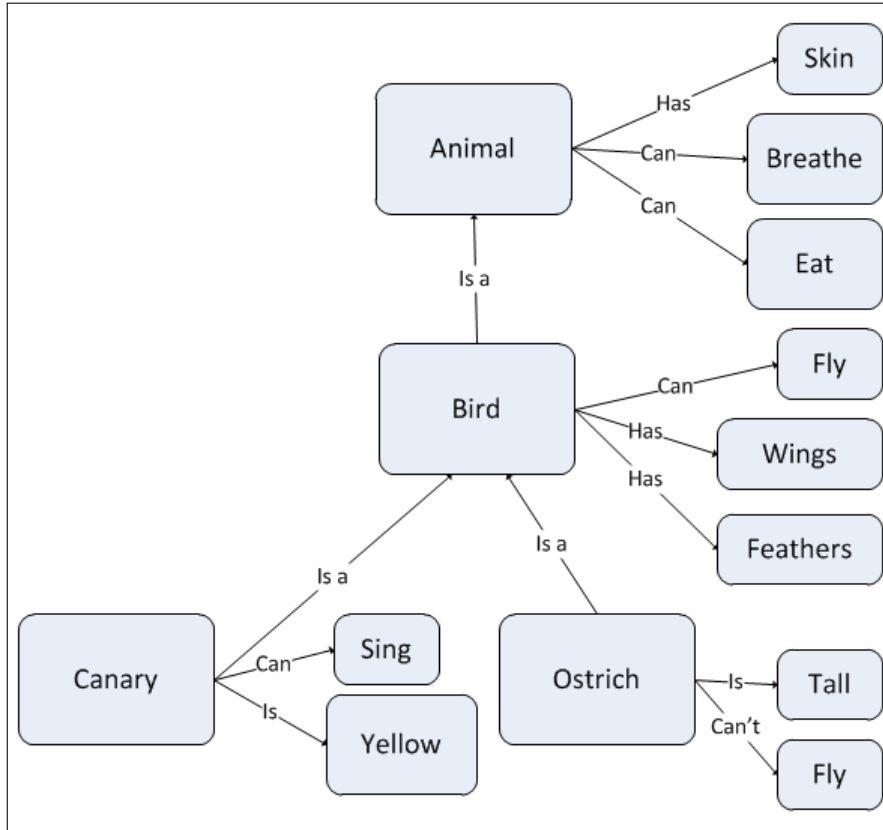 Skin
Has
Animal
Can
Breathe
Can
Eat
Is a
Fly
Can
Bird
Has
Wings
Has
Feathers
Is a
Is a
Canary
Can
Sing
Is
Yellow
Ostrich
Is
Tall
Can't
Fly